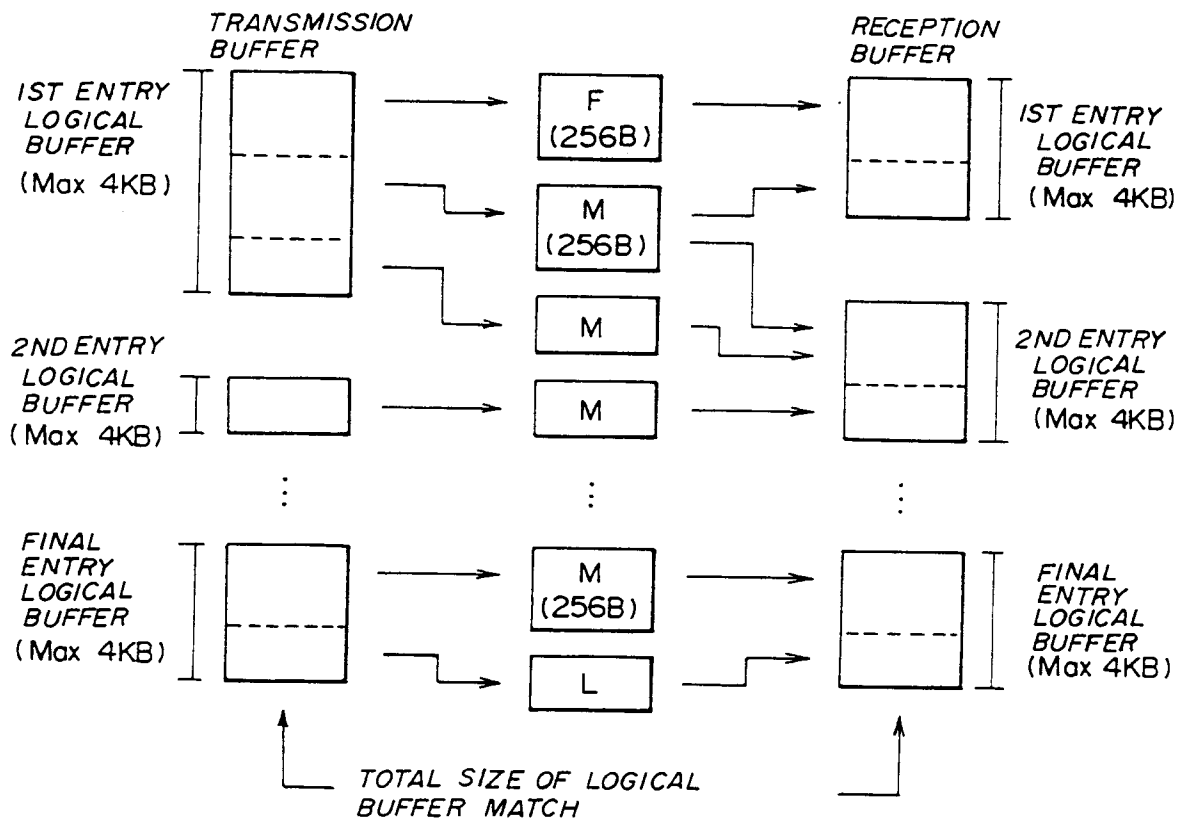 TRANSMISSION
BUFFER
RECEPTION
BUFFER
1ST ENTRY
LOGICAL
BUFFER
(Max 4KB)
F
(256B)
1ST ENTRY
LOGICAL
BUFFER
(Max 4KB)
M
(256B)
M
2ND ENTRY
LOGICAL
BUFFER
(Max 4KB)
M
2ND ENTRY
LOGICAL
BUFFER
(Max 4KB)
FINAL
ENTRY
LOGICAL
BUFFER
(Max 4KB)
M
(256B)
L
FINAL
ENTRY
LOGICAL
BUFFER
(Max 4KB)
TOTAL SIZE OF LOGICAL
BUFFER MATCH